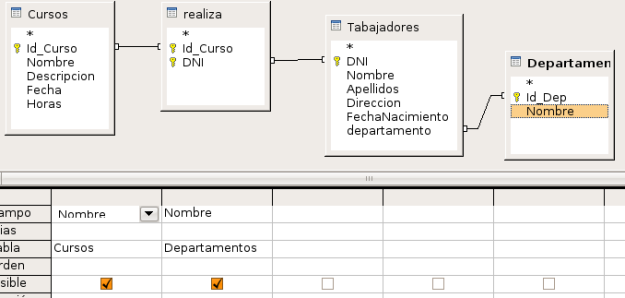 Cursos
*
Id_Curso
Nombre
Descripcion
Fecha
Horas
realiza
*
Id_Curso
DNI
Tabajadores
*
DNI
Nombre
Apellidos
Direccion
FechaNacimiento
departamento
Departamen
*
Id_Dep
Nombre
ampo Nombre Nombre
ias
abla Cursos Departamentos
rden
sible